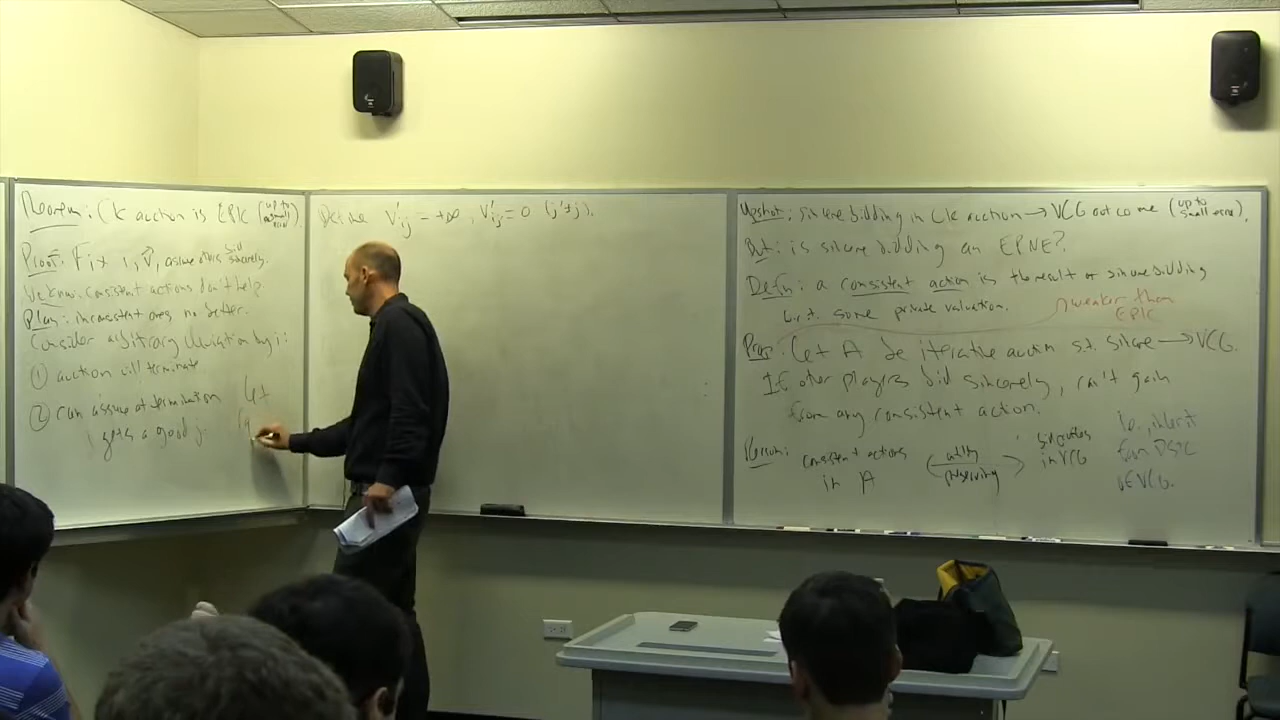 Theorem: CK auction is EPIC (up to small error).
Proof: Fix i, v⃗, assume others bid sincerely.
We know: consistent actions don't help
Plan: inconsistent ones no better.
Consider arbitrary deviation by i:
① auction will terminate
② can assume at termination
i gets a good j.
Let
Define V'ij = +∞, V'ij' = 0 (j'≠j).
Upshot: sincere bidding in CK auction → VCG outcome (up to small error).
But: is sincere bidding an EPNE?
Defn: a consistent action is the result of sincere bidding
w.r.t. some private valuation.
weaker than EPIC
Prop: Let A be iterative auction s.t. sincere → VCG.
If other players bid sincerely, can't gain
from any consistent action.
Reason: consistent actions in A
(utility preserving)
in VCG
i.e., inherit
from DSIC
of VCG.